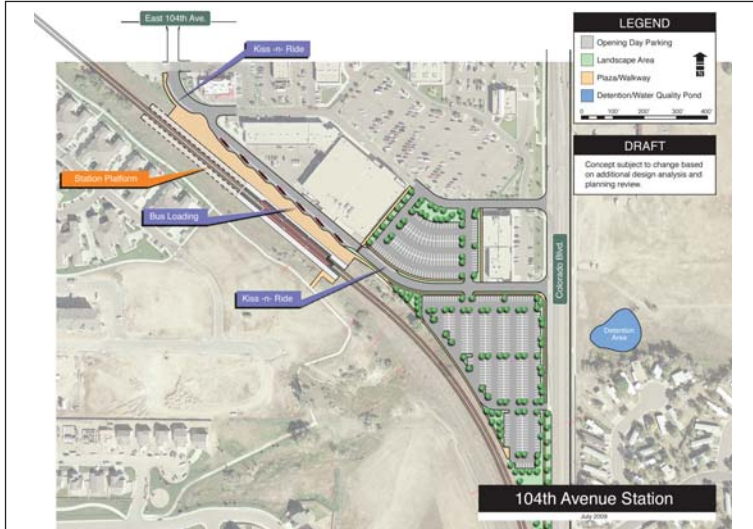 East 104th Ave.
Kiss -n- Ride
LEGEND
Opening Day Parking
Landscape Area
Plaza/Walkway
Detention/Water Quality Pond
0 100' 200' 300' 400'
DRAFT
Concept subject to change based
on additional design analysis and
planning review.
Station Platform
Bus Loading
Kiss -n- Ride
Colorado Blvd.
Detention
Area
104th Avenue Station
July 2009